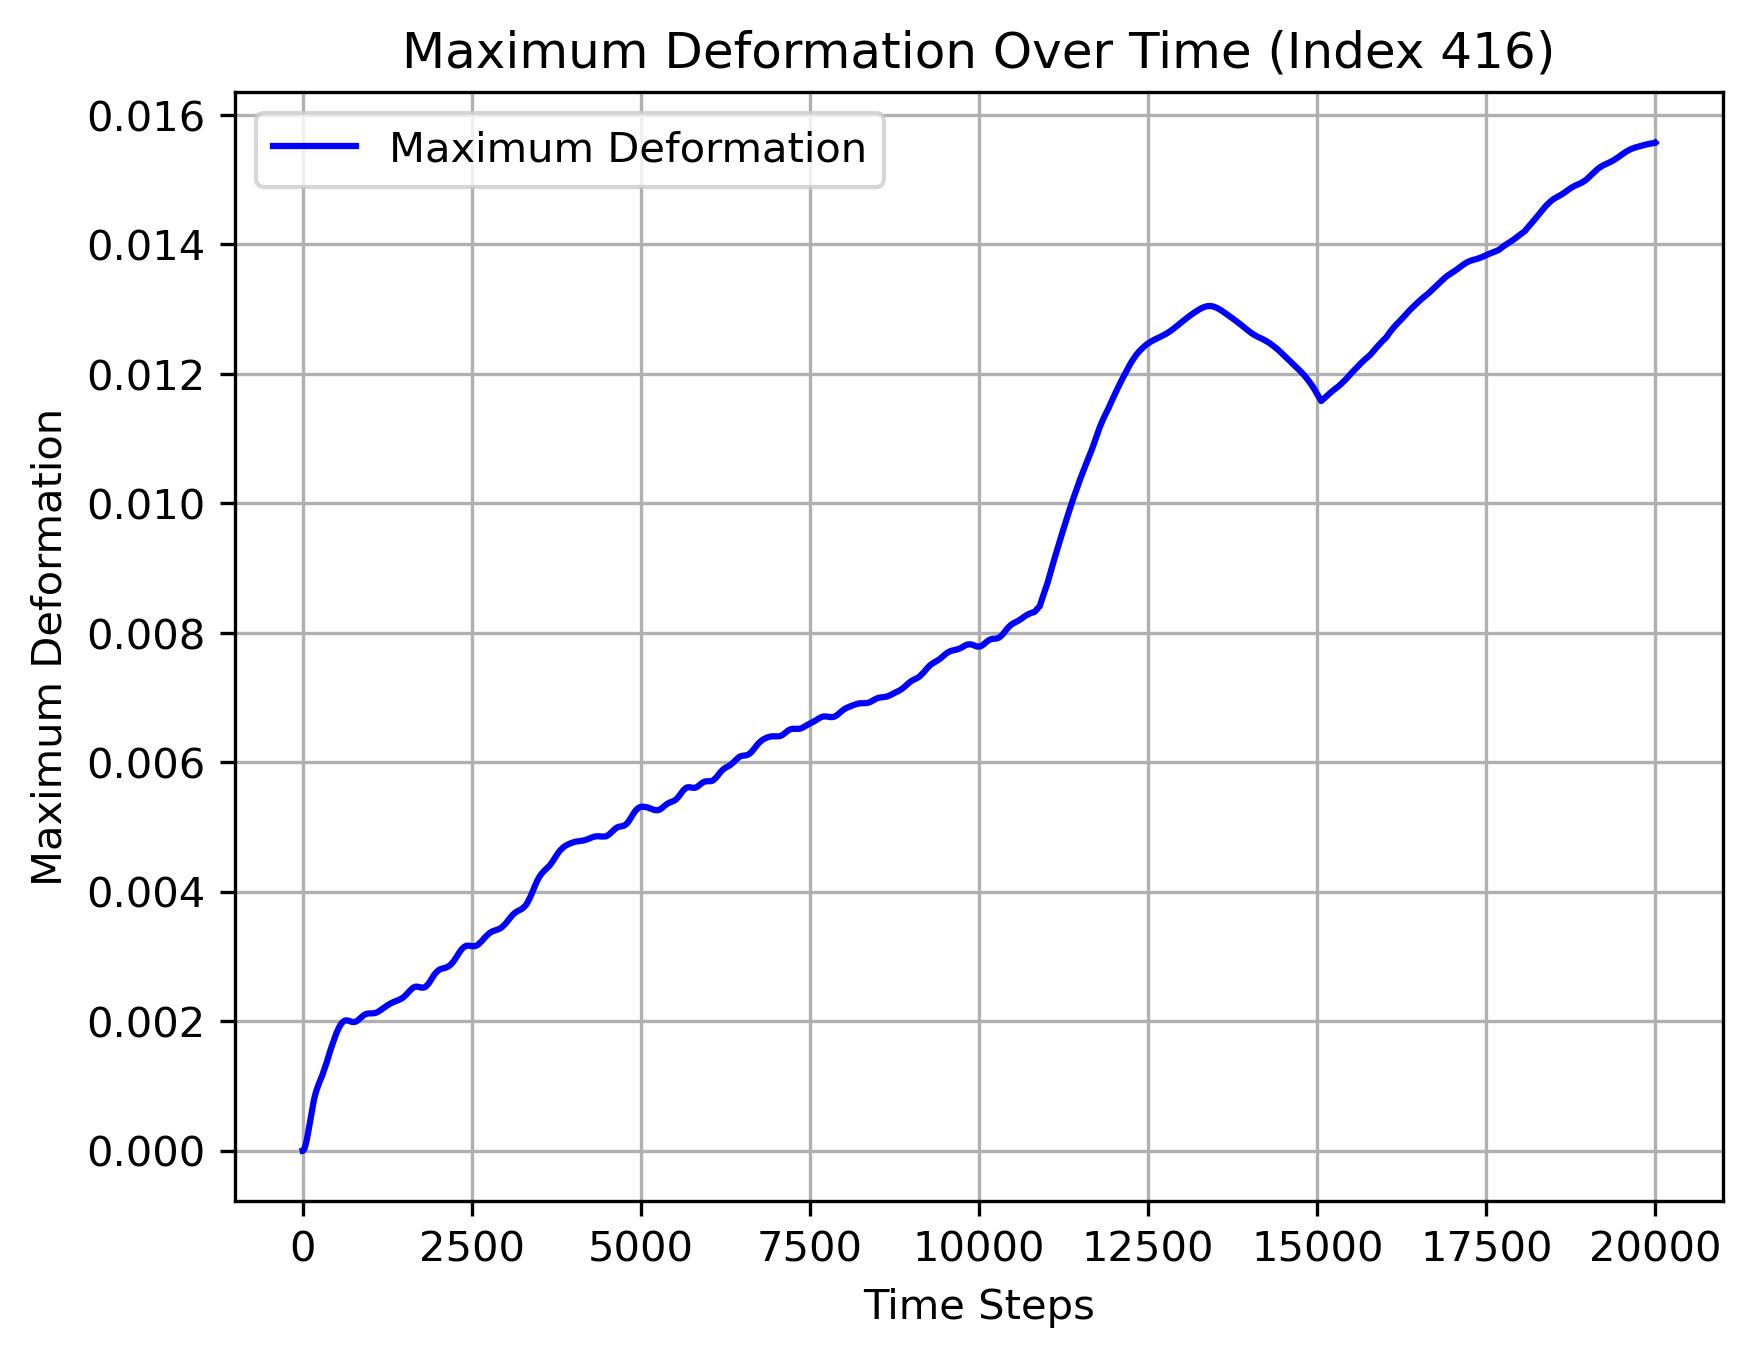 Maximum Deformation Over Time (Index 416)
Maximum Deformation
0.016
0.014
0.012
0.010
0.008
0.006
0.004
0.002
0.000
Maximum Deformation
0 2500 5000 7500 10000 12500 15000 17500 20000
Time Steps